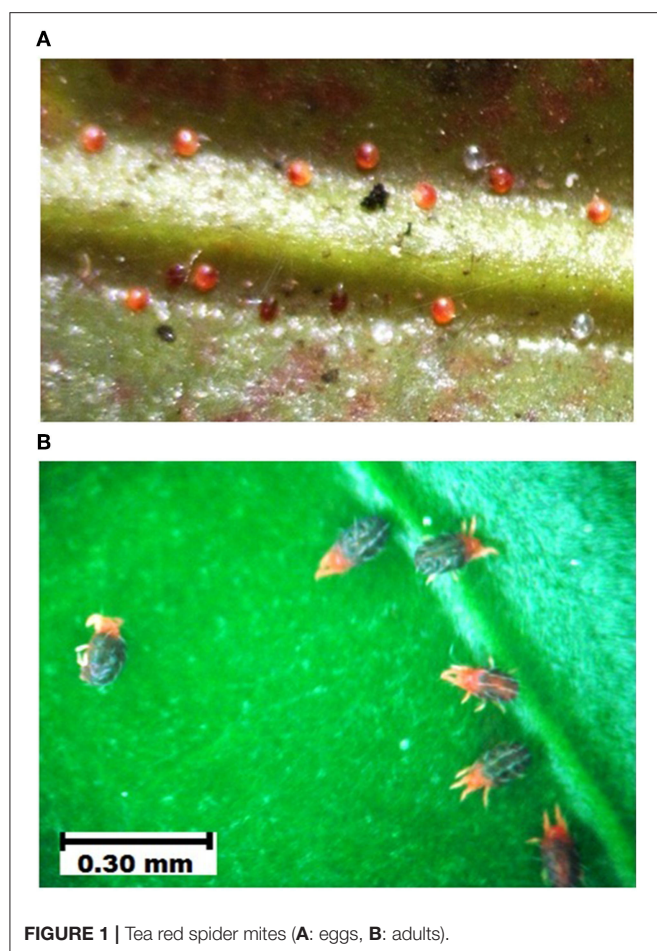 A
B
0.30 mm
FIGURE 1 | Tea red spider mites (A: eggs, B: adults).